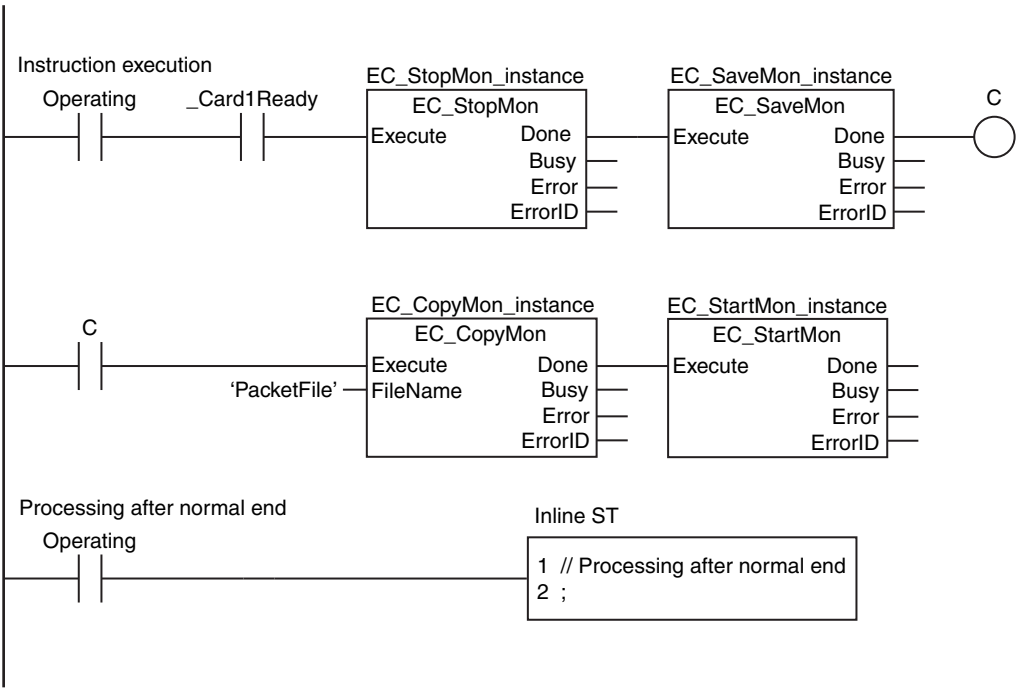 Instruction execution
Operating _Card1Ready EC_StopMon_instance EC_SaveMon_instance C
EC_StopMon EC_SaveMon
Execute Done Execute Done
Busy Busy
Error Error
ErrorID ErrorID
C EC_CopyMon_instance EC_StartMon_instance
EC_CopyMon EC_StartMon
Execute Done Execute Done
‘PacketFile’ FileName Busy Busy
Error Error
ErrorID ErrorID
Processing after normal end
Operating
Inline ST
1 // Processing after normal end
2 ;